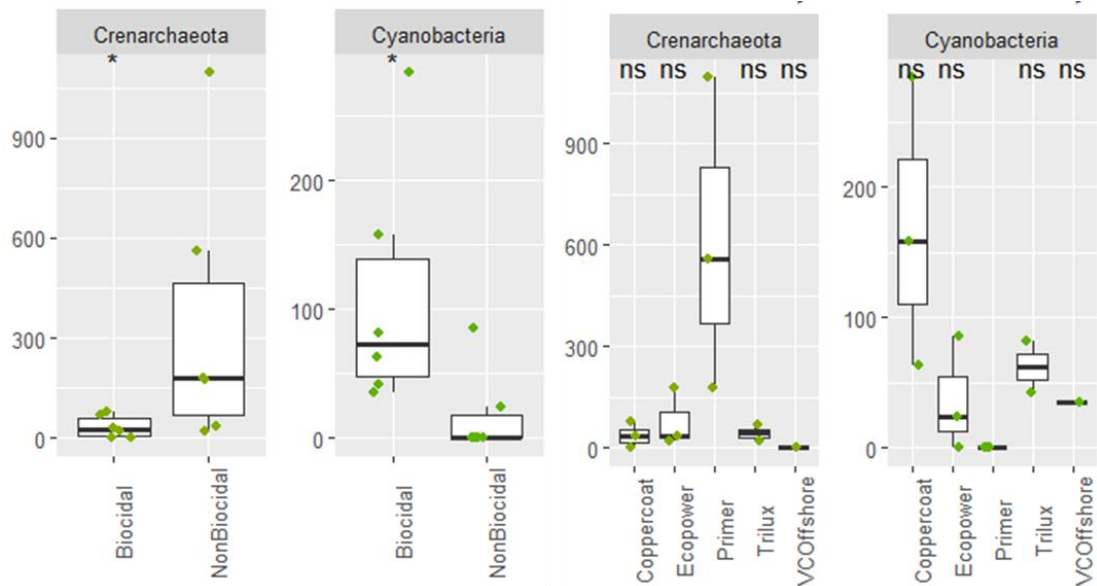 Crenarchaeota
*
900
600
300
0
Biocidal
NonBiocidal
Cyanobacteria
*
200
100
0
Biocidal
NonBiocidal
Crenarchaeota
ns ns ns ns
900
600
300
0
Coppercoat
Ecopower
Primer
Trilux
VCOffshore
Cyanobacteria
ns ns ns ns
200
100
0
Coppercoat
Ecopower
Primer
Trilux
VCOffshore